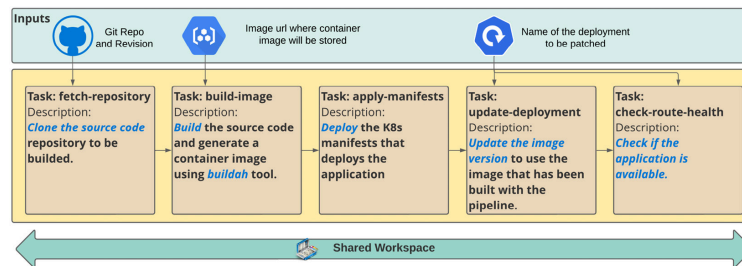 Inputs
Git Repo
and Revision
Image url where container
image will be stored
Name of the deployment
to be patched
Task: fetch-repository
Description:
Clone the source code
repository to be
builded.
Task: build-image
Description:
Build the source code
and generate a
container image
using buildah tool.
Task: apply-manifests
Description:
Deploy the K8s
manifests that
deploys the
application
Task:
update-deployment
Description:
Update the image
version to use the
image that has been
built with the
pipeline.
Task:
check-route-health
Description:
Check if the
application is
available.
Shared Workspace